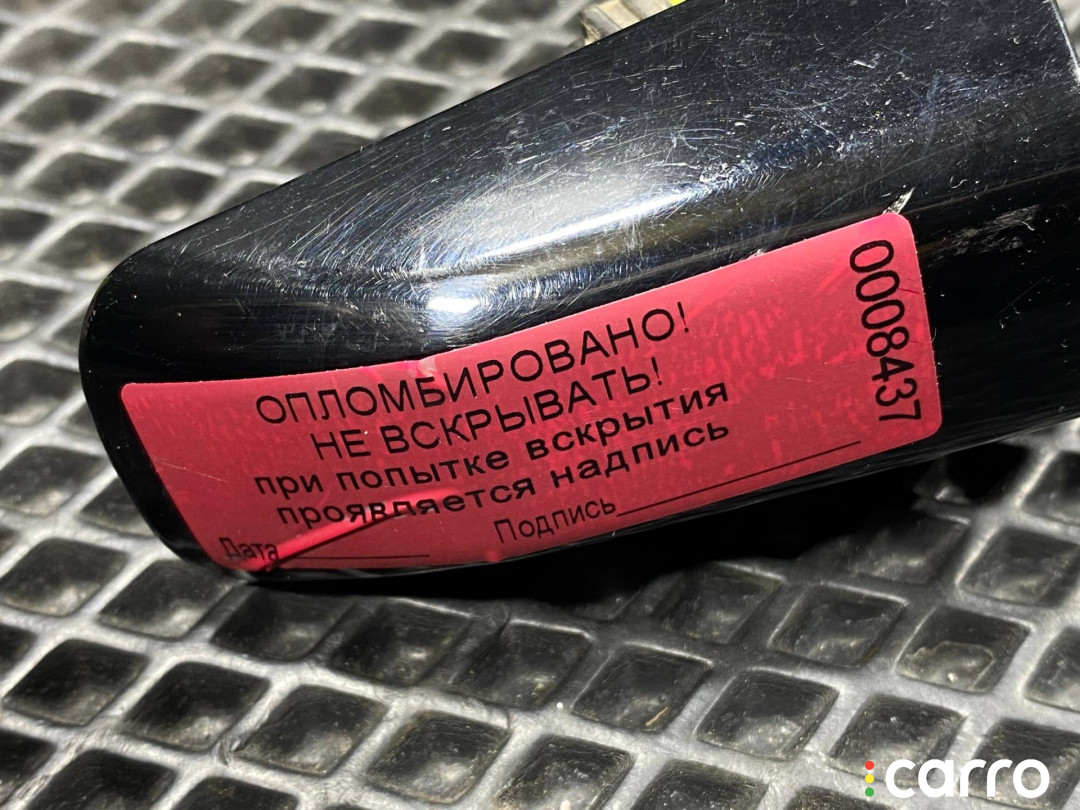 ОПЛОМБИРОВАНО!
НЕ ВСКРЫВАТЬ!
при попытке вскрытия
проявляется надпись
Дата
Подпись
0008437
carro